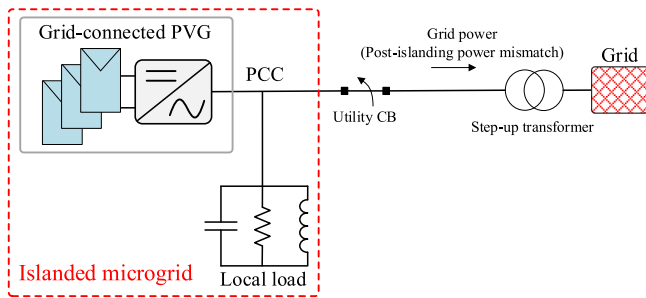 Grid-connected PVG
PCC
Grid power
(Post-islanding power mismatch)
Grid
Utility CB
Step-up transformer
Islanded microgrid
Local load